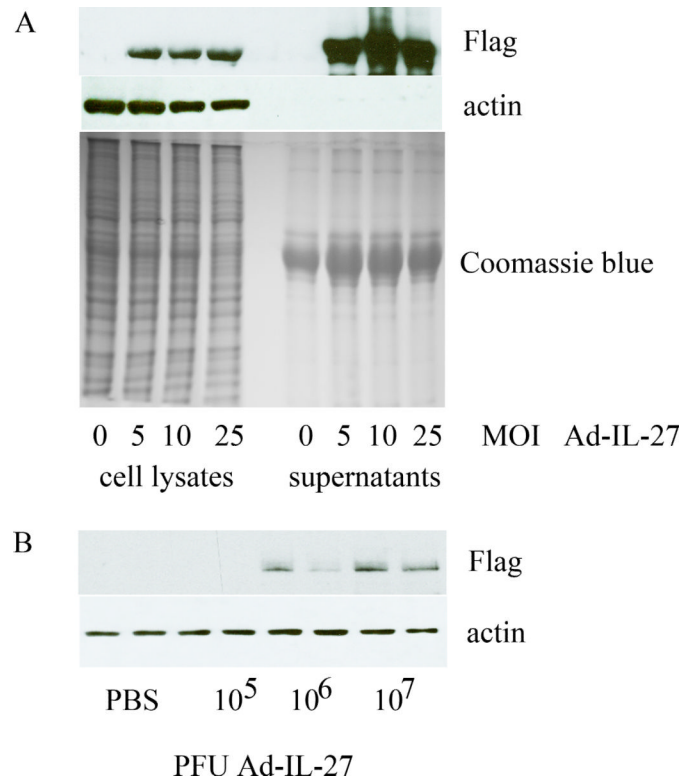 A
Flag
actin
Coomassie blue
0 5 10 25 0 5 10 25 MOI Ad-IL-27
cell lysates supernatants
B
Flag
actin
PBS 10^5 10^6 10^7
PFU Ad-IL-27